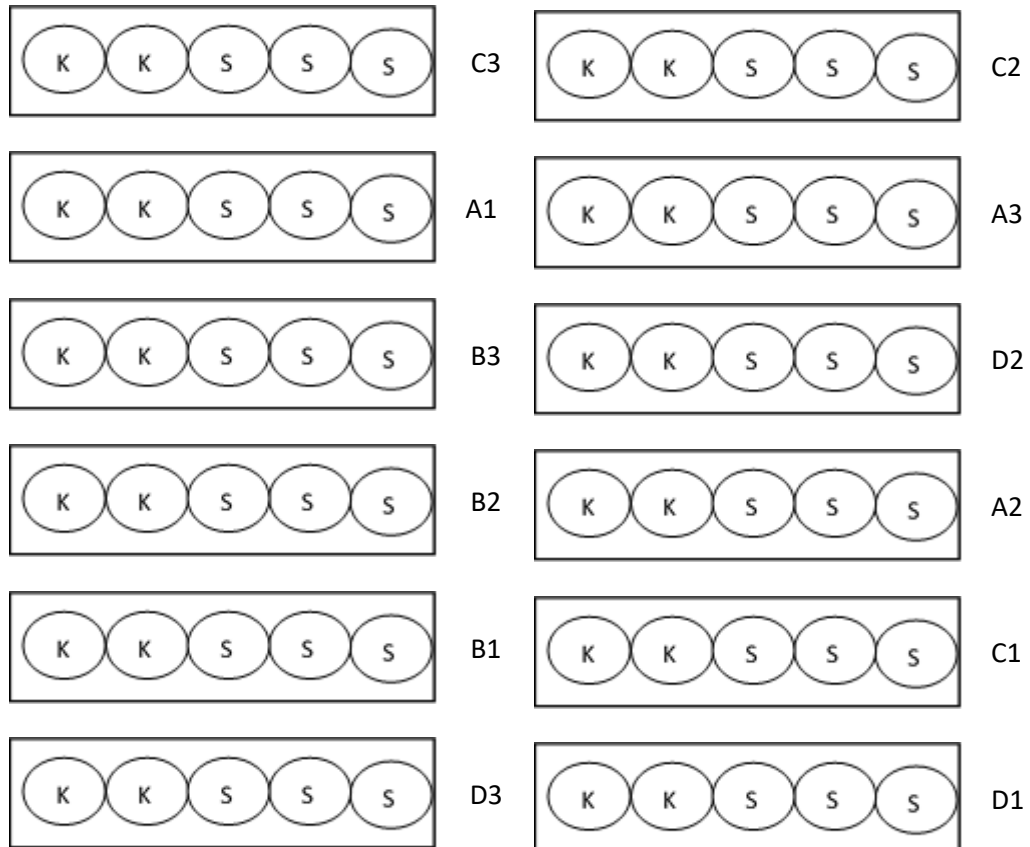 K K S S S C3 K K S S S C2
K K S S S A1 K K S S S A3
K K S S S B3 K K S S S D2
K K S S S B2 K K S S S A2
K K S S S B1 K K S S S C1
K K S S S D3 K K S S S D1